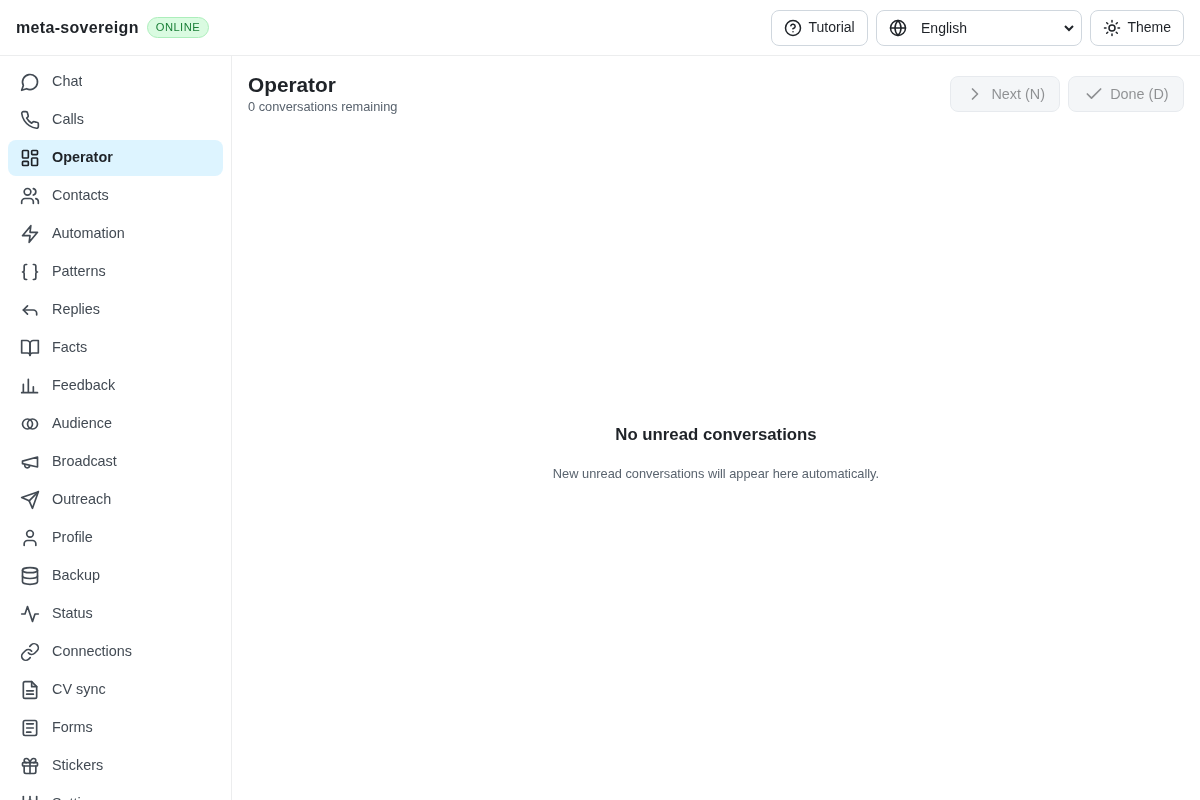 meta-sovereign
ONLINE
Tutorial
English
Theme
Chat
Calls
Operator
Contacts
Automation
Patterns
Replies
Facts
Feedback
Audience
Broadcast
Outreach
Profile
Backup
Status
Connections
CV sync
Forms
Stickers
Operator
0 conversations remaining
Next (N)
Done (D)
No unread conversations
New unread conversations will appear here automatically.